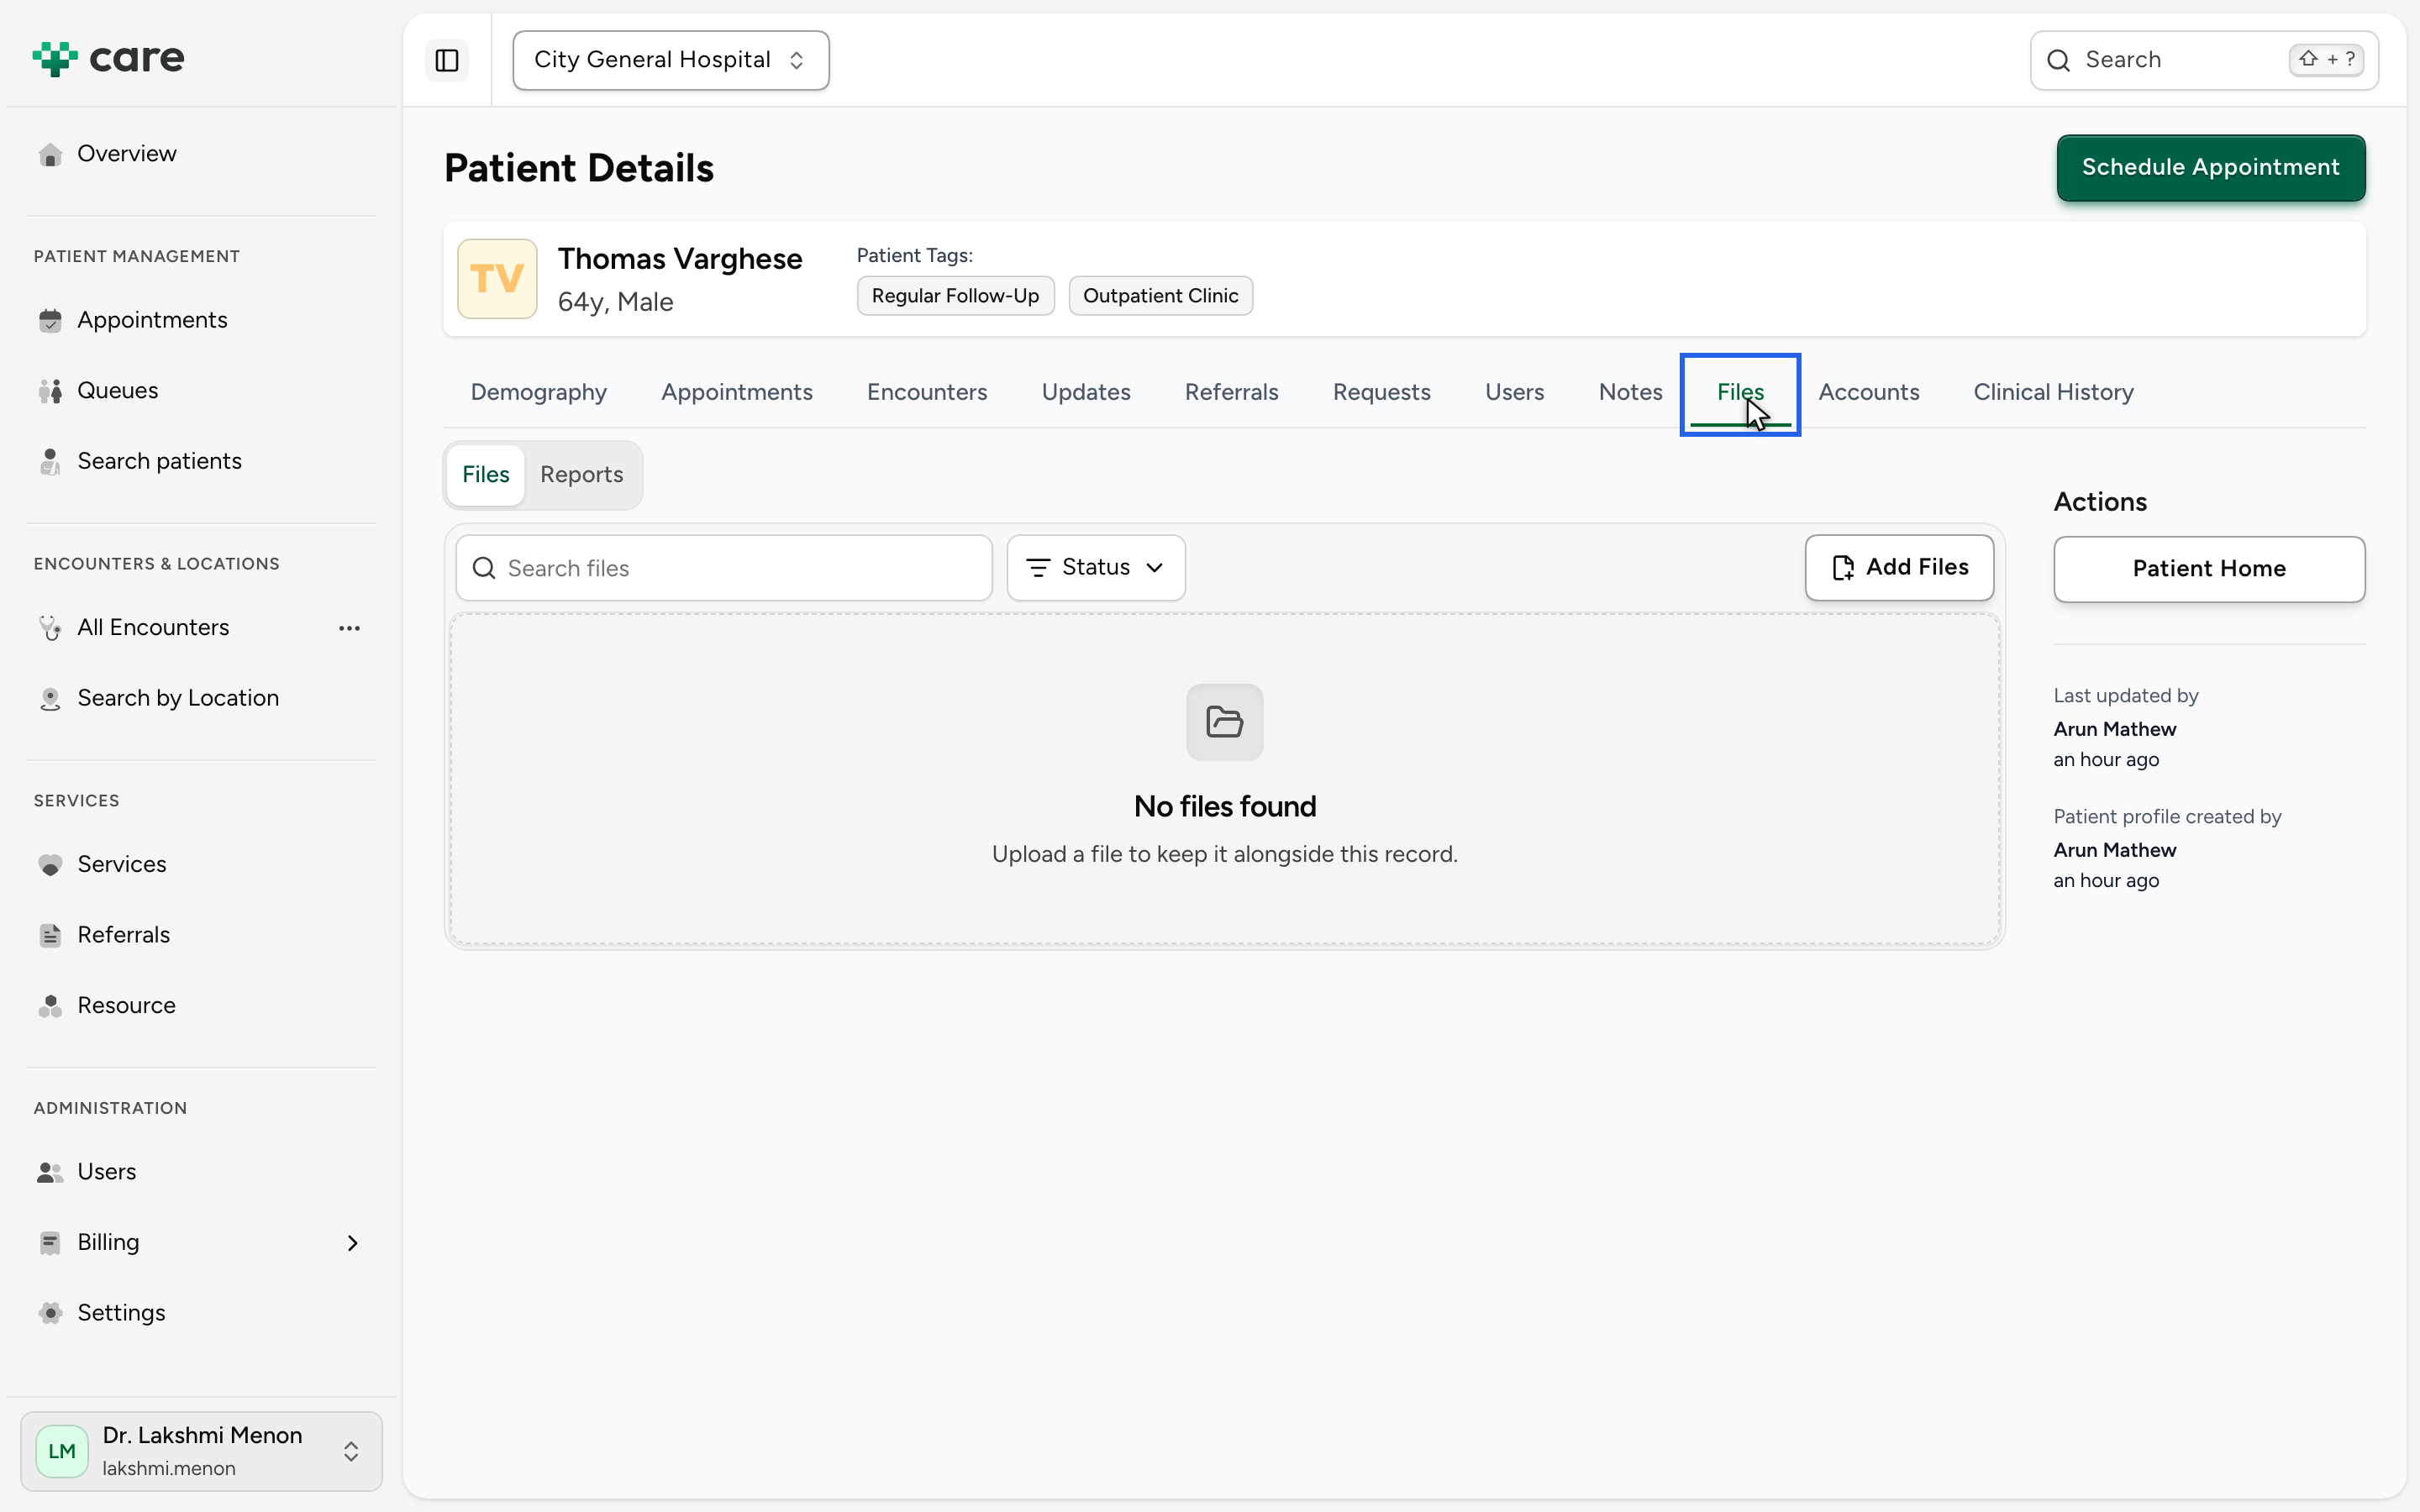 care
City General Hospital
Search
+ ?
Overview
PATIENT MANAGEMENT
Appointments
Queues
Search patients
ENCOUNTERS & LOCATIONS
All Encounters
Search by Location
SERVICES
Services
Referrals
Resource
ADMINISTRATION
Users
Billing
Settings
LM
Dr. Lakshmi Menon
lakshmi.menon
Patient Details
Schedule Appointment
TV
Thomas Varghese
64y, Male
Patient Tags:
Regular Follow-Up
Outpatient Clinic
Demography
Appointments
Encounters
Updates
Referrals
Requests
Users
Notes
Files
Accounts
Clinical History
Files
Reports
Search files
Status
Add Files
No files found
Upload a file to keep it alongside this record.
Actions
Patient Home
Last updated by
Arun Mathew
an hour ago
Patient profile created by
Arun Mathew
an hour ago